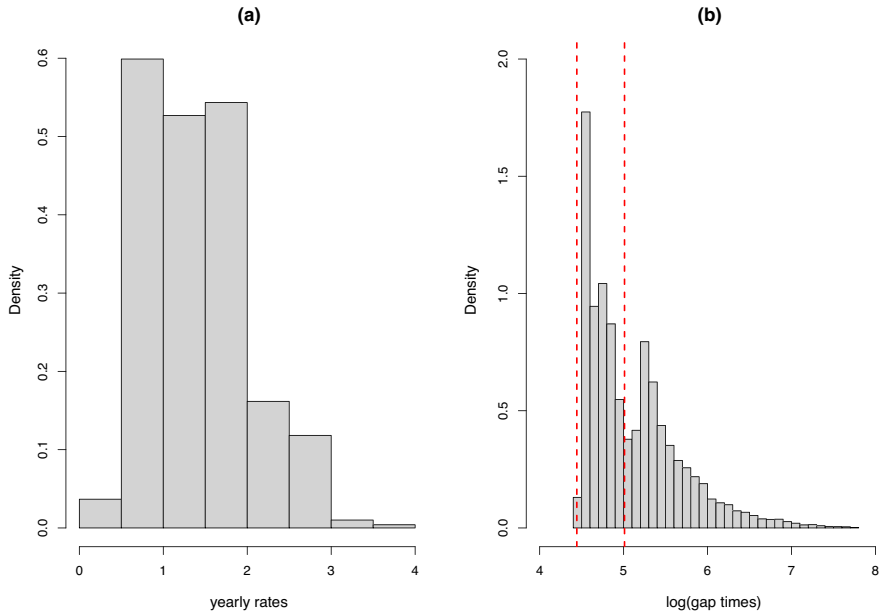 (a)
Density
0.0 0.1 0.2 0.3 0.4 0.5 0.6
0 1 2 3 4
yearly rates
(b)
Density
0.0 0.5 1.0 1.5 2.0
4 5 6 7 8
log(gap times)